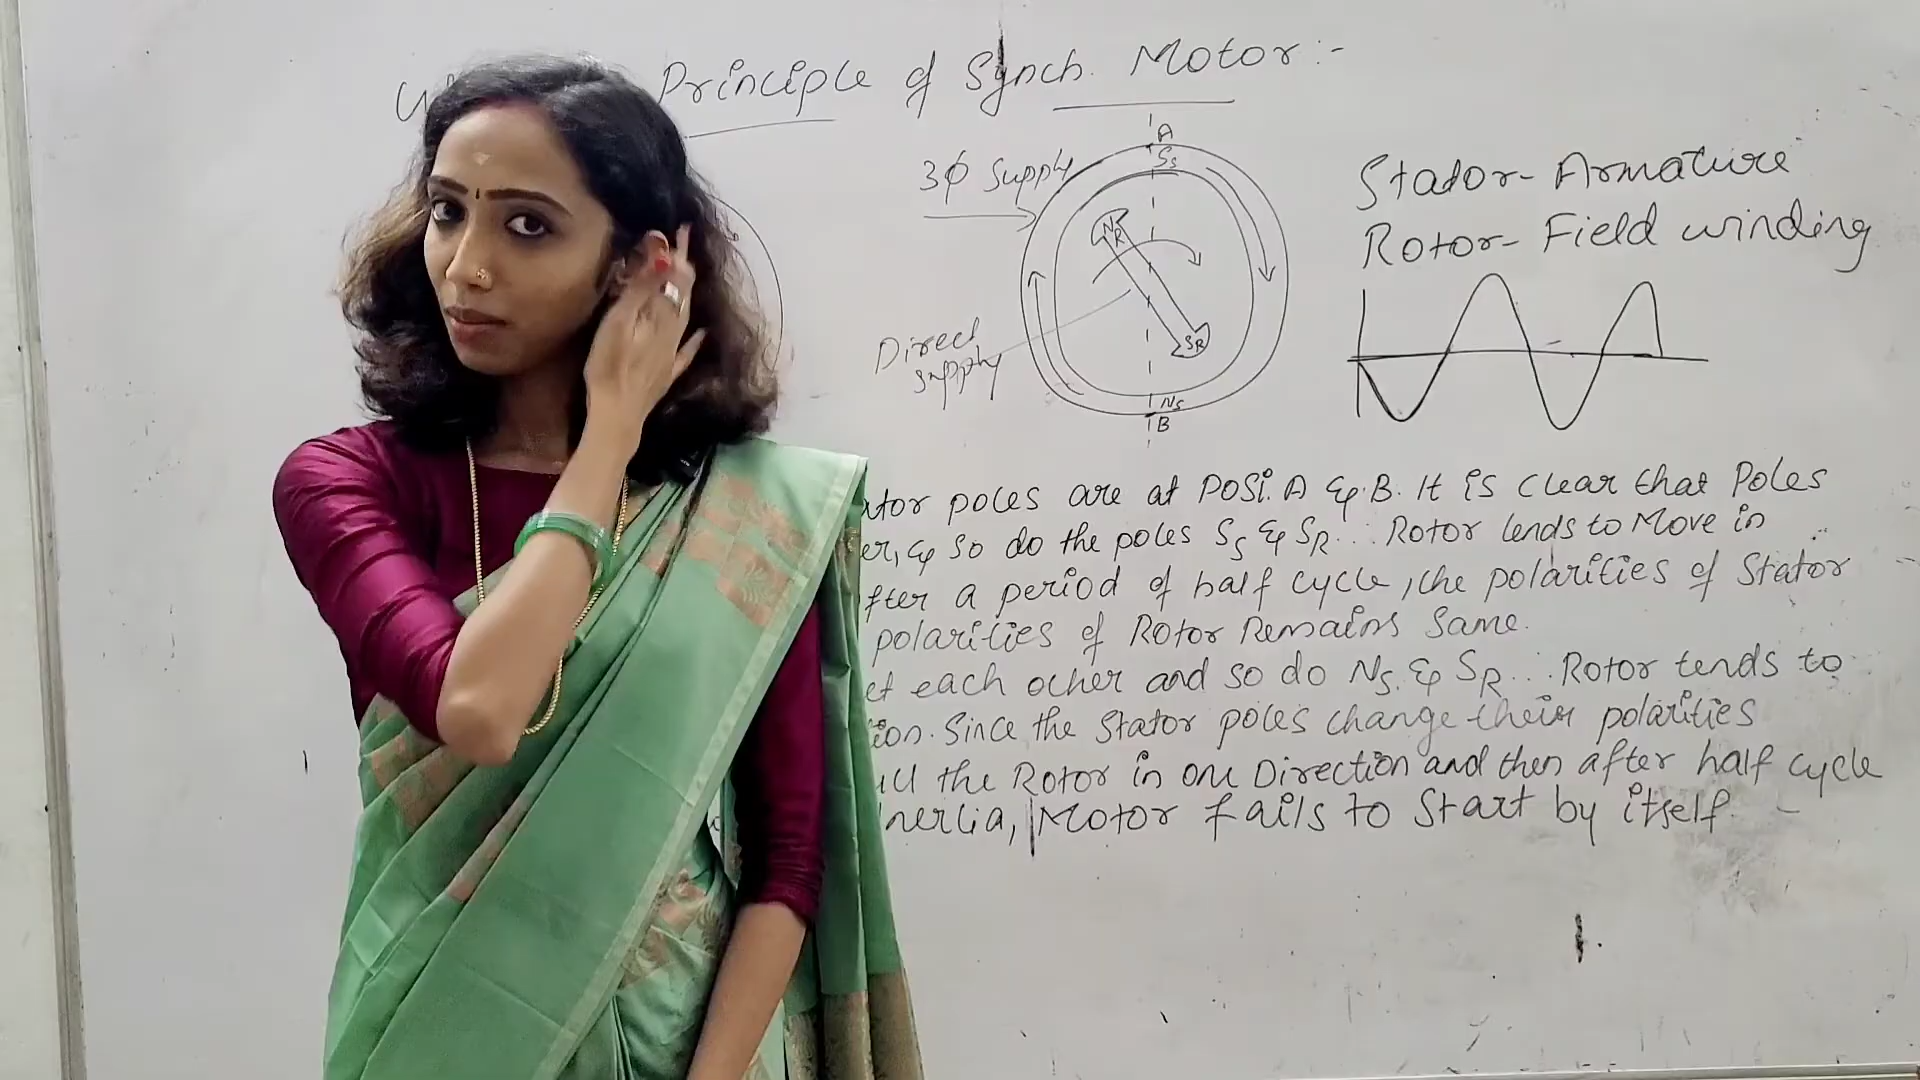 Principle of Synch. Motor:-
A
Ss
3φ Supply
NR
Direct
supply
SR
Ns
B
Stator- Armature
Rotor- Field winding
ator poles are at Posi. A & B. It is clear that Poles
er, & so do the poles Ss & SR ∴ Rotor tends to Move in
fter a period of half cycle, the polarities of Stator
polarities of Rotor Remains Same.
ct each other and so do Ns & SR ∴ Rotor tends to
ion. Since the Stator poles change their polarities
ull the Rotor in one Direction and then after half cycle
nertia, Motor fails to Start by itself.